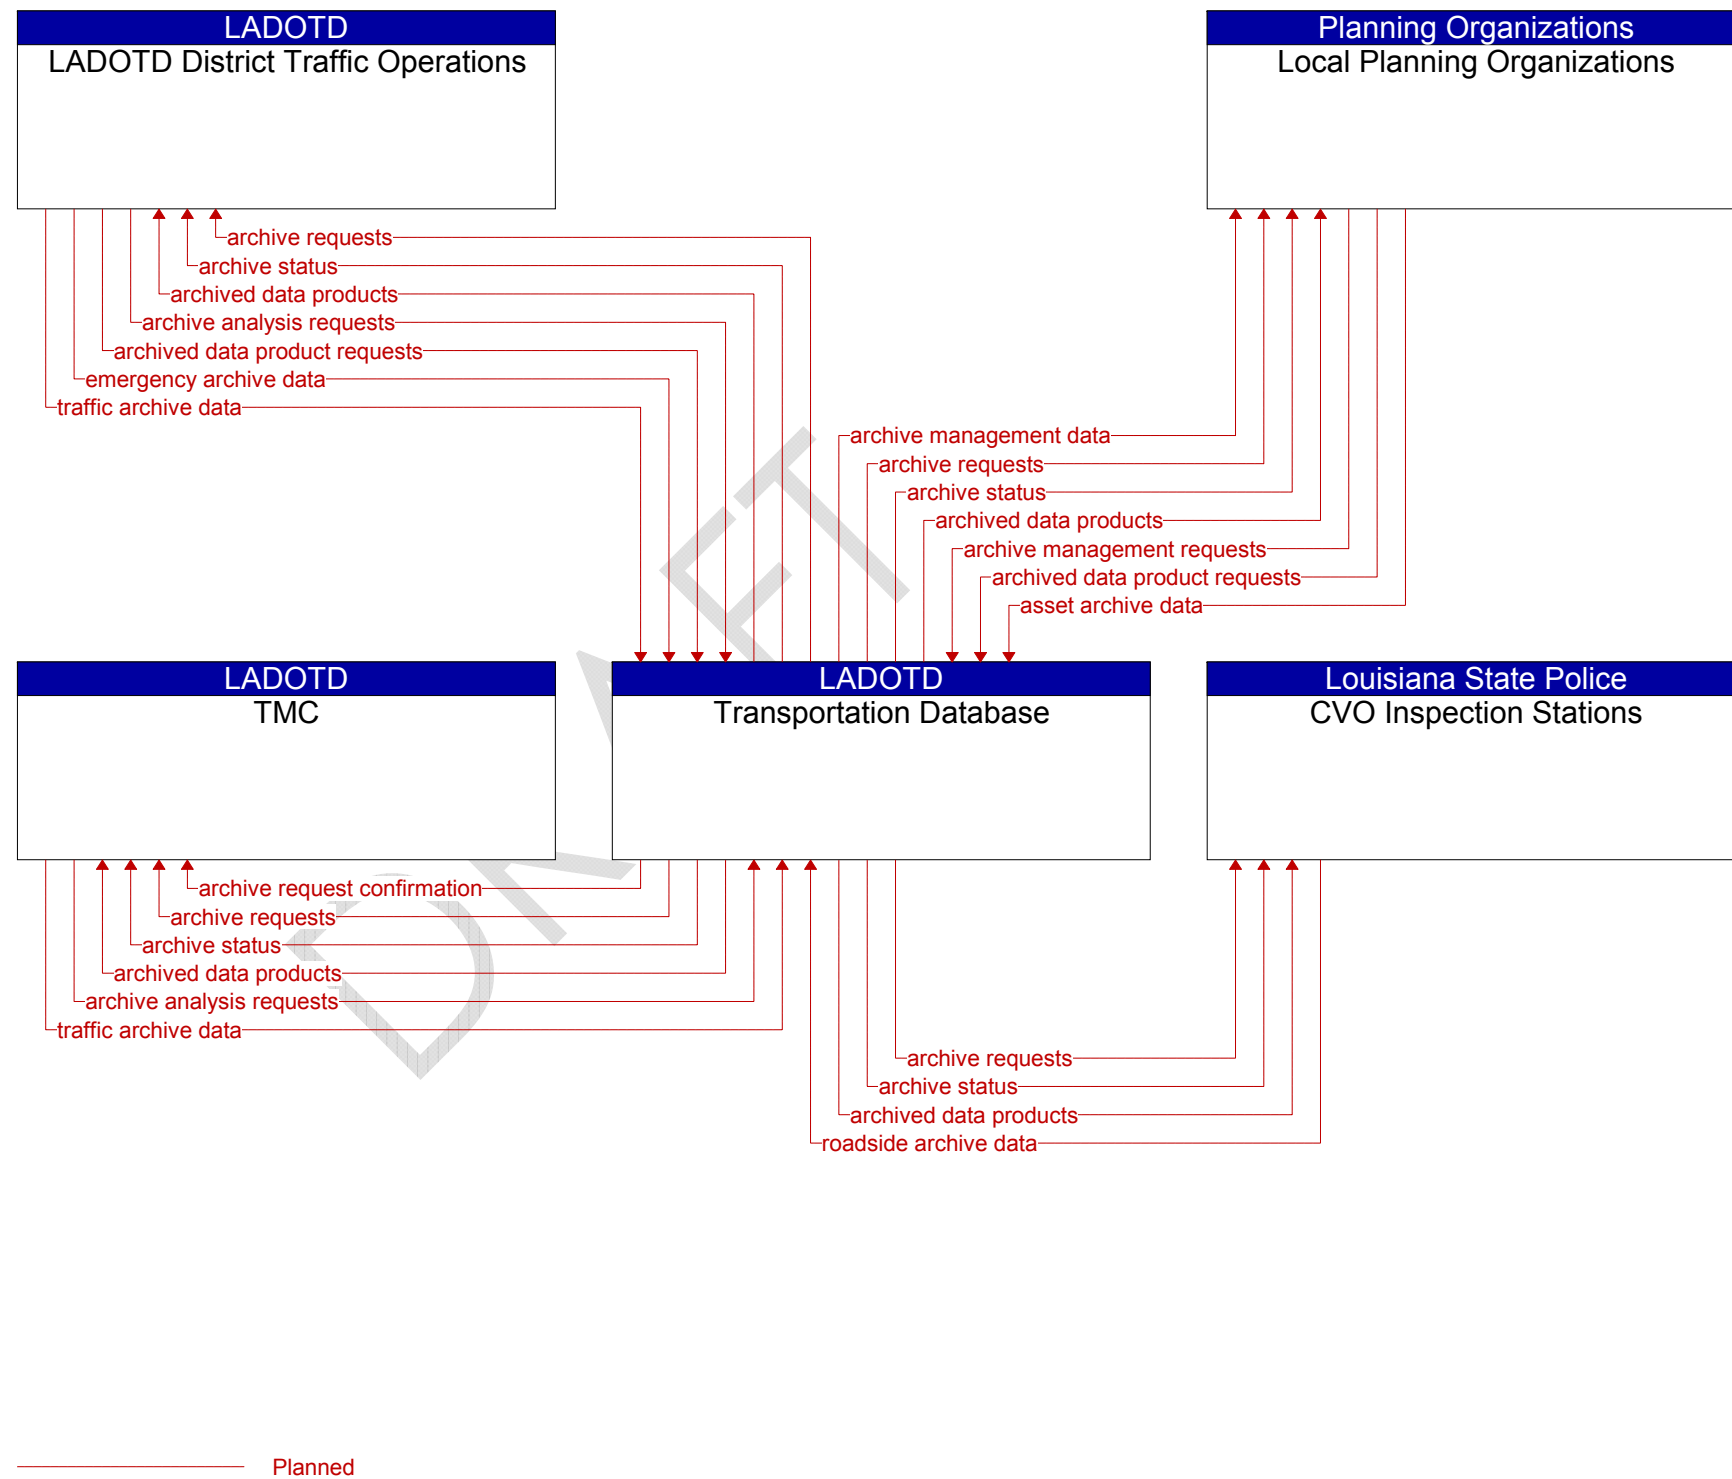 LADOTD
LADOTD District Traffic Operations
Planning Organizations
Local Planning Organizations
archive requests
archive status
archived data products
archive analysis requests
archived data product requests
emergency archive data
traffic archive data
archive management data
archive requests
archive status
archived data products
archive management requests
archived data product requests
asset archive data
DRAFT
LADOTD
TMC
LADOTD
Transportation Database
Louisiana State Police
CVO Inspection Stations
archive request confirmation
archive requests
archive status
archived data products
archive analysis requests
traffic archive data
archive requests
archive status
archived data products
roadside archive data
Planned